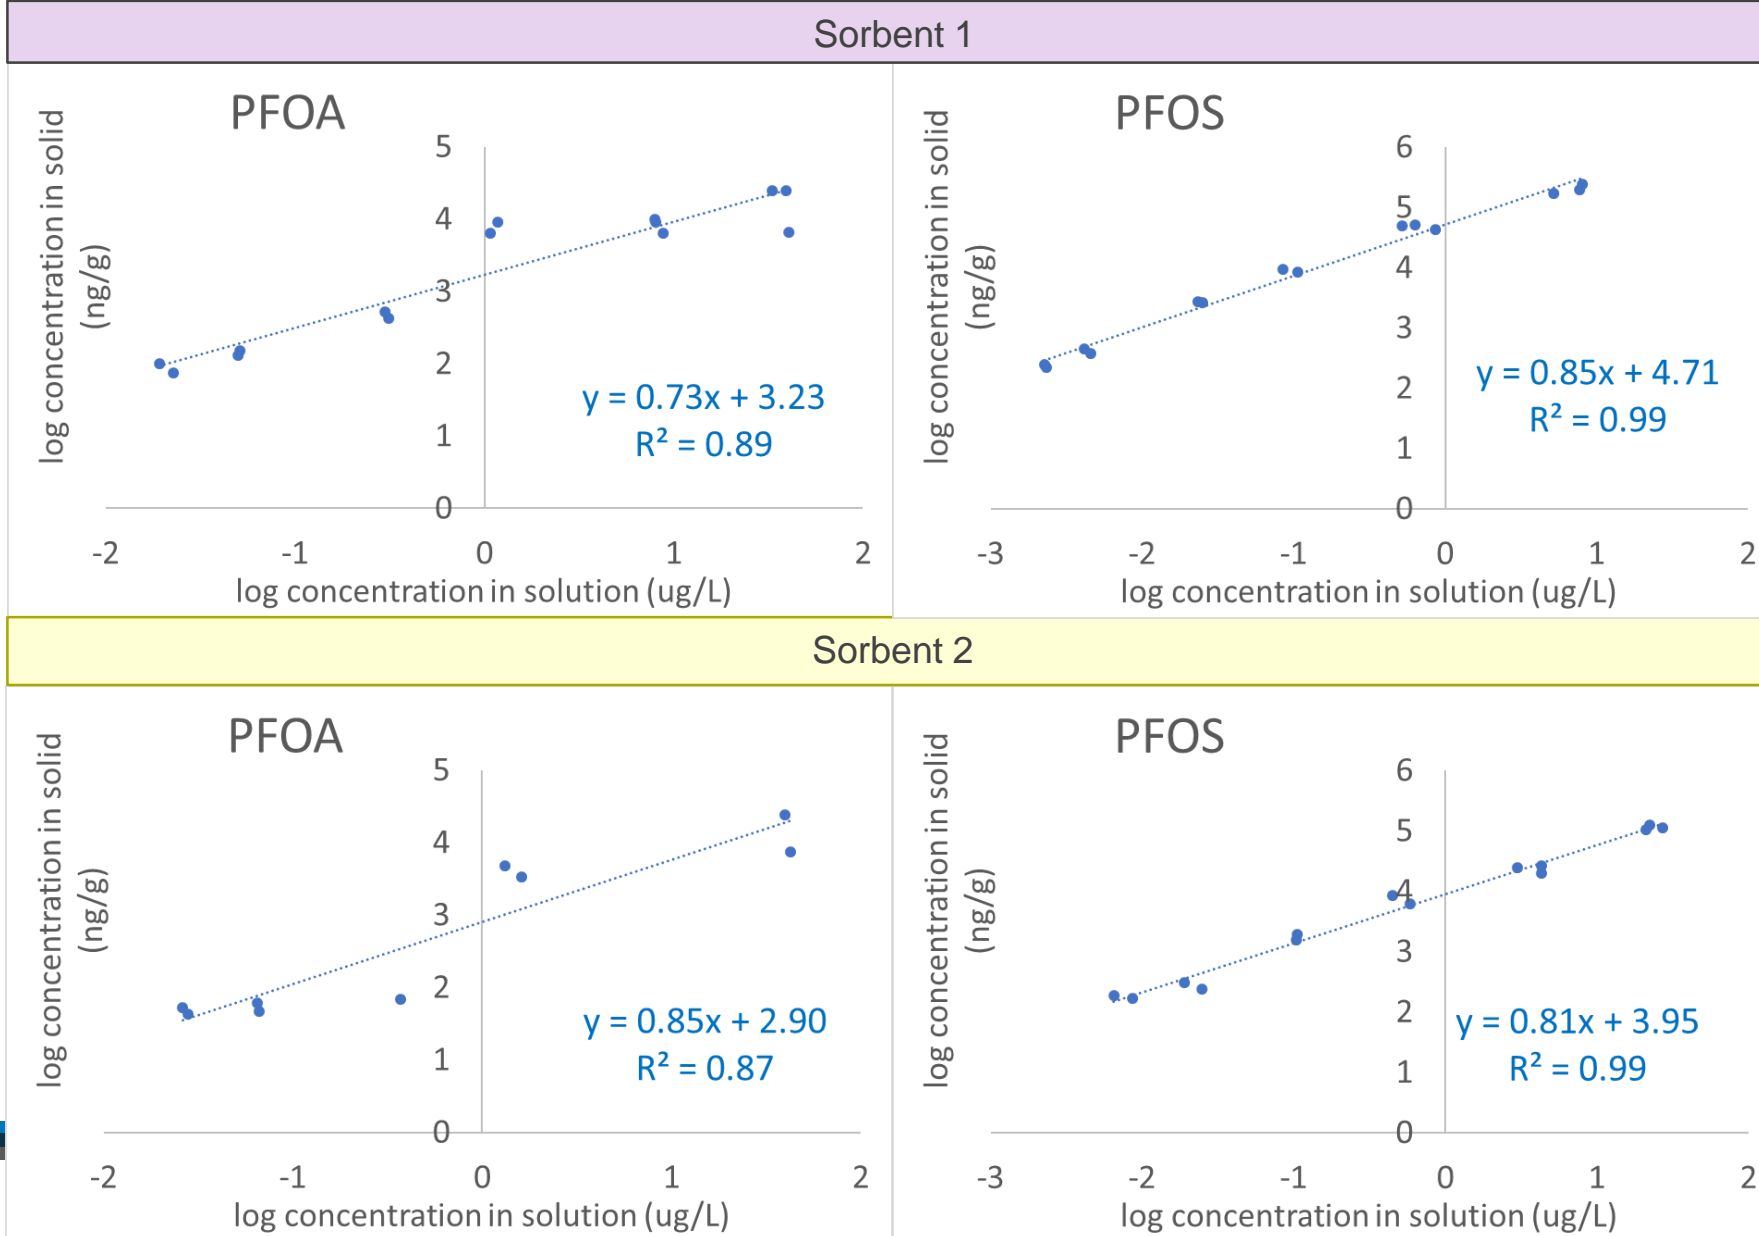 Sorbent 1
PFOA
log concentration in solid
(ng/g)
5
4
3
2
1
0
-2 -1 0 1 2
log concentration in solution (ug/L)
y = 0.73x + 3.23
R² = 0.89
PFOS
log concentration in solid
(ng/g)
6
5
4
3
2
1
0
-3 -2 -1 0 1 2
log concentration in solution (ug/L)
y = 0.85x + 4.71
R² = 0.99
Sorbent 2
PFOA
log concentration in solid
(ng/g)
5
4
3
2
1
0
-2 -1 0 1 2
log concentration in solution (ug/L)
y = 0.85x + 2.90
R² = 0.87
PFOS
log concentration in solid
(ng/g)
6
5
4
3
2
1
0
-3 -2 -1 0 1 2
log concentration in solution (ug/L)
y = 0.81x + 3.95
R² = 0.99